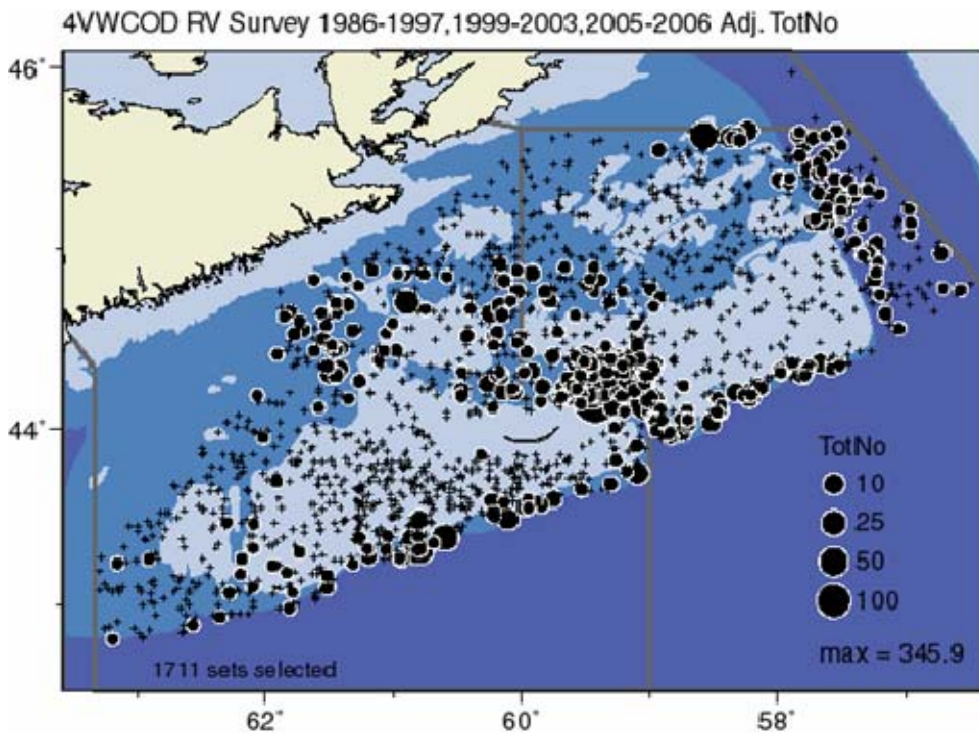 4VWCOD RV Survey 1986-1997,1999-2003,2005-2006 Adj. TotNo
46°
44°
TotNo
10
25
50
100
max = 345.9
1711 sets selected
62°
60°
58°